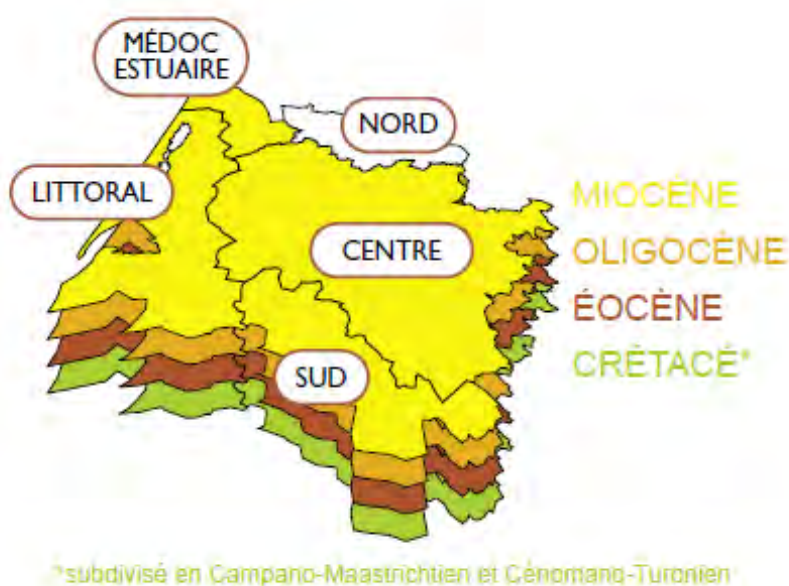 MÉDOC
ESTUAIRE
NORD
LITTORAL
MIOCÈNE
CENTRE
OLIGOCÈNE
ÉOCÈNE
CRÉTACÉ*
SUD
*subdivisé en Campano-Maastrichtien et Cénomano-Turonien